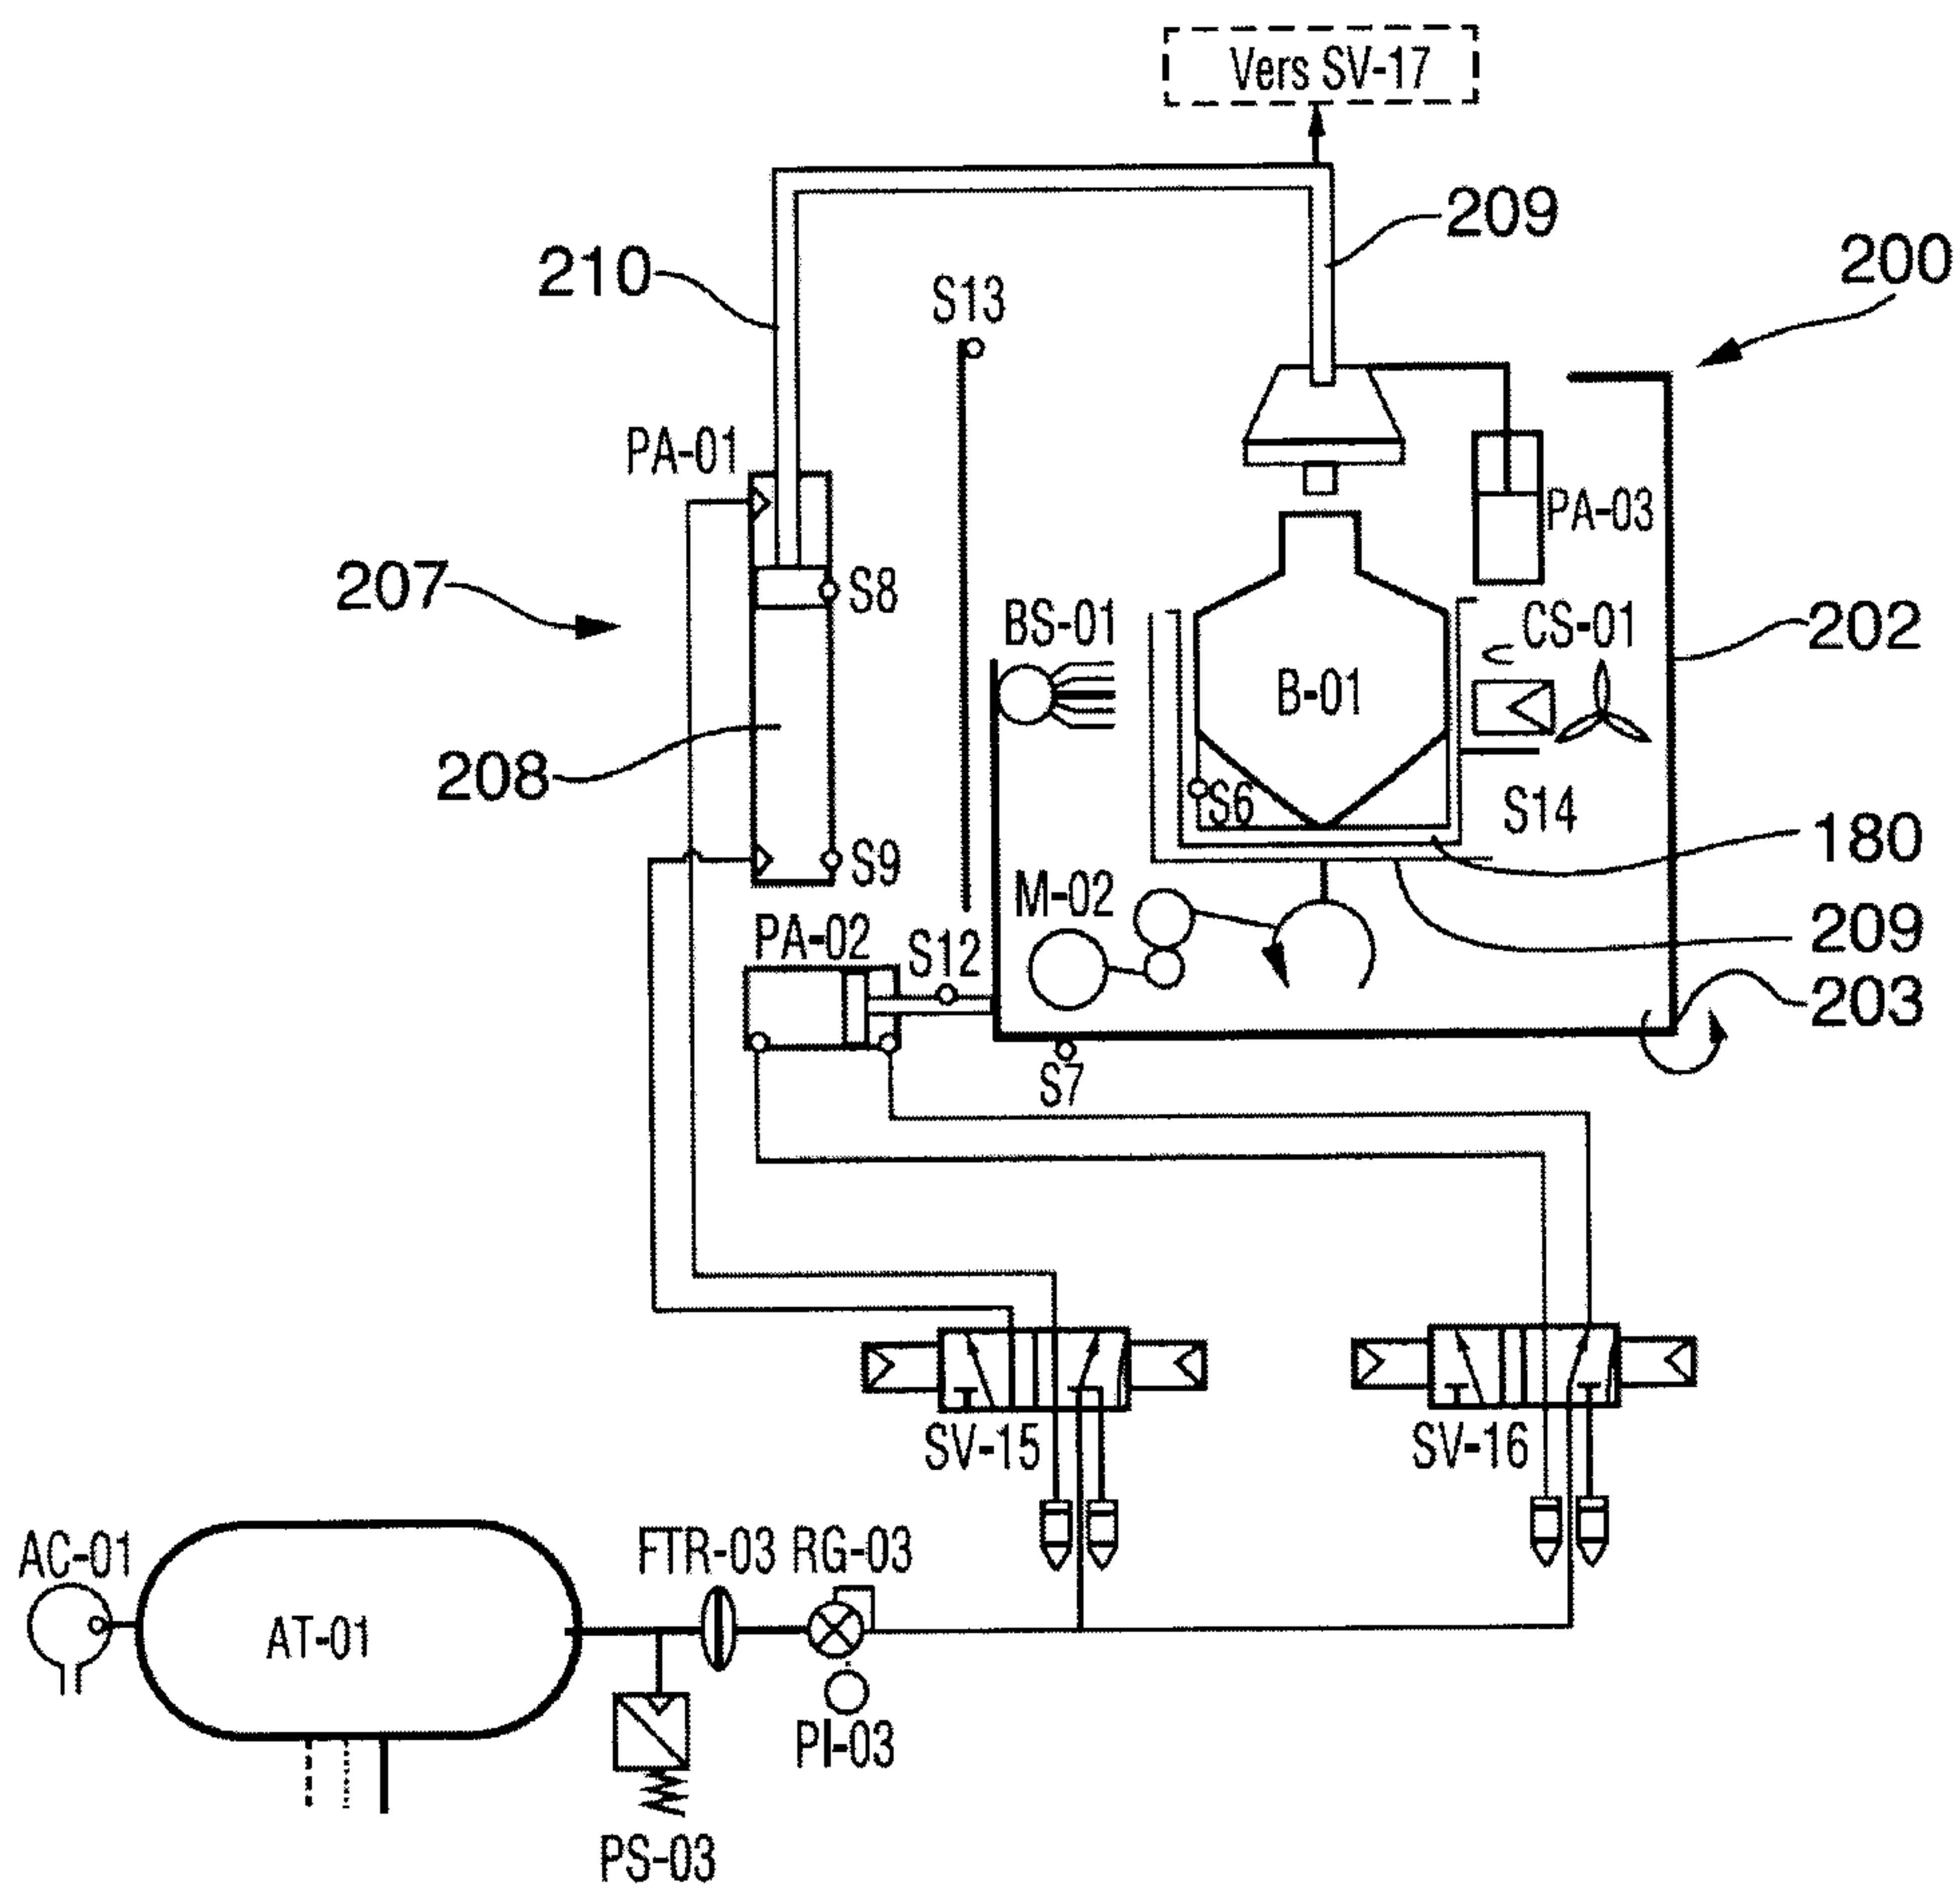 Vers SV-17
209
200
210
S13
PA-01
PA-03
207
S8
BS-01
CS-01
202
B-01
208
S6
S14
180
S9
M-02
209
PA-02
S12
203
S7
SV-15
SV-16
AC-01
FTR-03
RG-03
AT-01
PI-03
PS-03